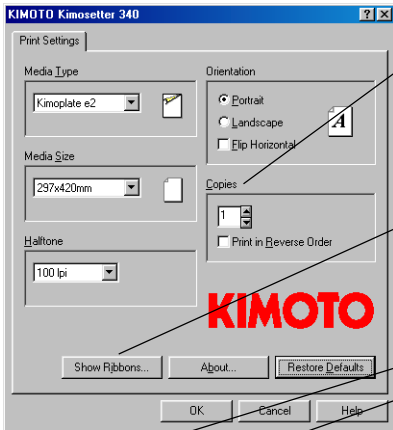 KIMOTO Kimosetter 340
Print Settings
Media Type
Kimoplate e2
Media Size
297x420mm
Halftone
100 lpi
Orientation
Portrait
Landscape
Flip Horizontal
A
Copies
1
Print in Reverse Order
KIMOTO
Show Ribbons...
About...
Restore Defaults
OK
Cancel
Help